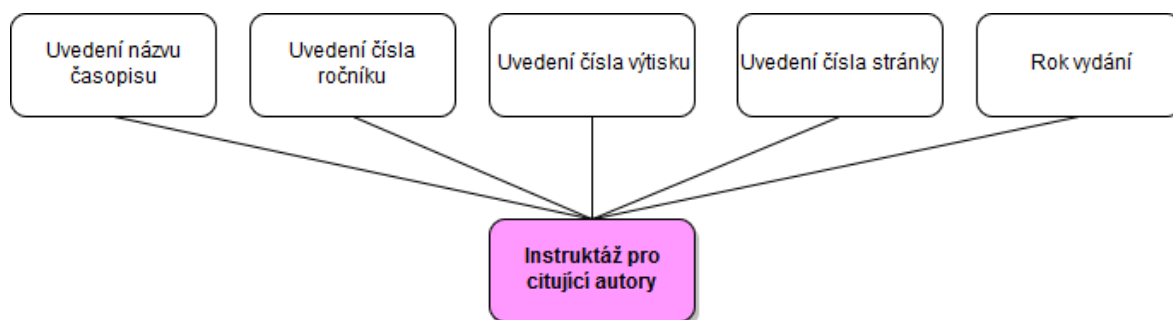 Uvedení názvu
časopisu
Uvedení čísla
ročníku
Uvedení čísla výtisku
Uvedení čísla stránky
Rok vydání
Instruktáž pro
citující autory